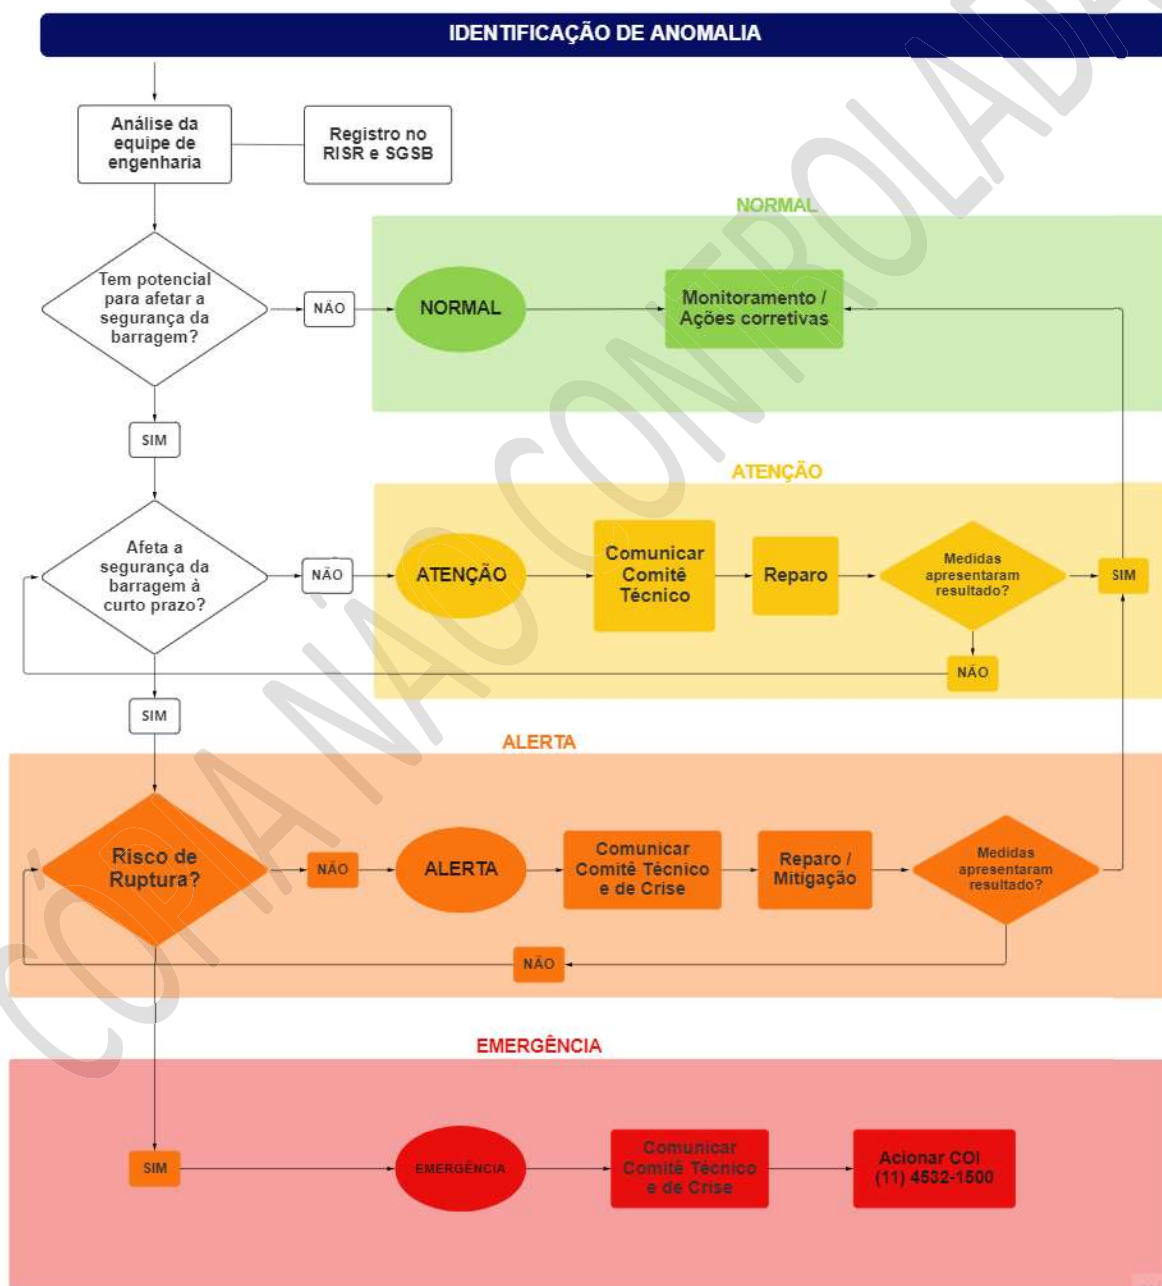 IDENTIFICAÇÃO DE ANOMALIA
Análise da
equipe de
engenharia
Registro no
RISR e SGSB
NORMAL
Tem potencial
para afetar a
segurança da
barragem?
NÃO
NORMAL
Monitoramento /
Ações corretivas
SIM
ATENÇÃO
Afeta a
segurança da
barragem à
curto prazo?
NÃO
ATENÇÃO
Comunicar
Comitê
Técnico
Reparo
Medidas
apresentaram
resultado?
SIM
NÃO
SIM
ALERTA
Risco de
Ruptura?
NÃO
ALERTA
Comunicar
Comitê Técnico
e de Crise
Reparo /
Mitigação
Medidas
apresentaram
resultado?
NÃO
EMERGÊNCIA
SIM
EMERGÊNCIA
Comunicar
Comitê Técnico
e de Crise
Acionar COI
(11) 4532-1500
CÓPIA NÃO CONTROLADA